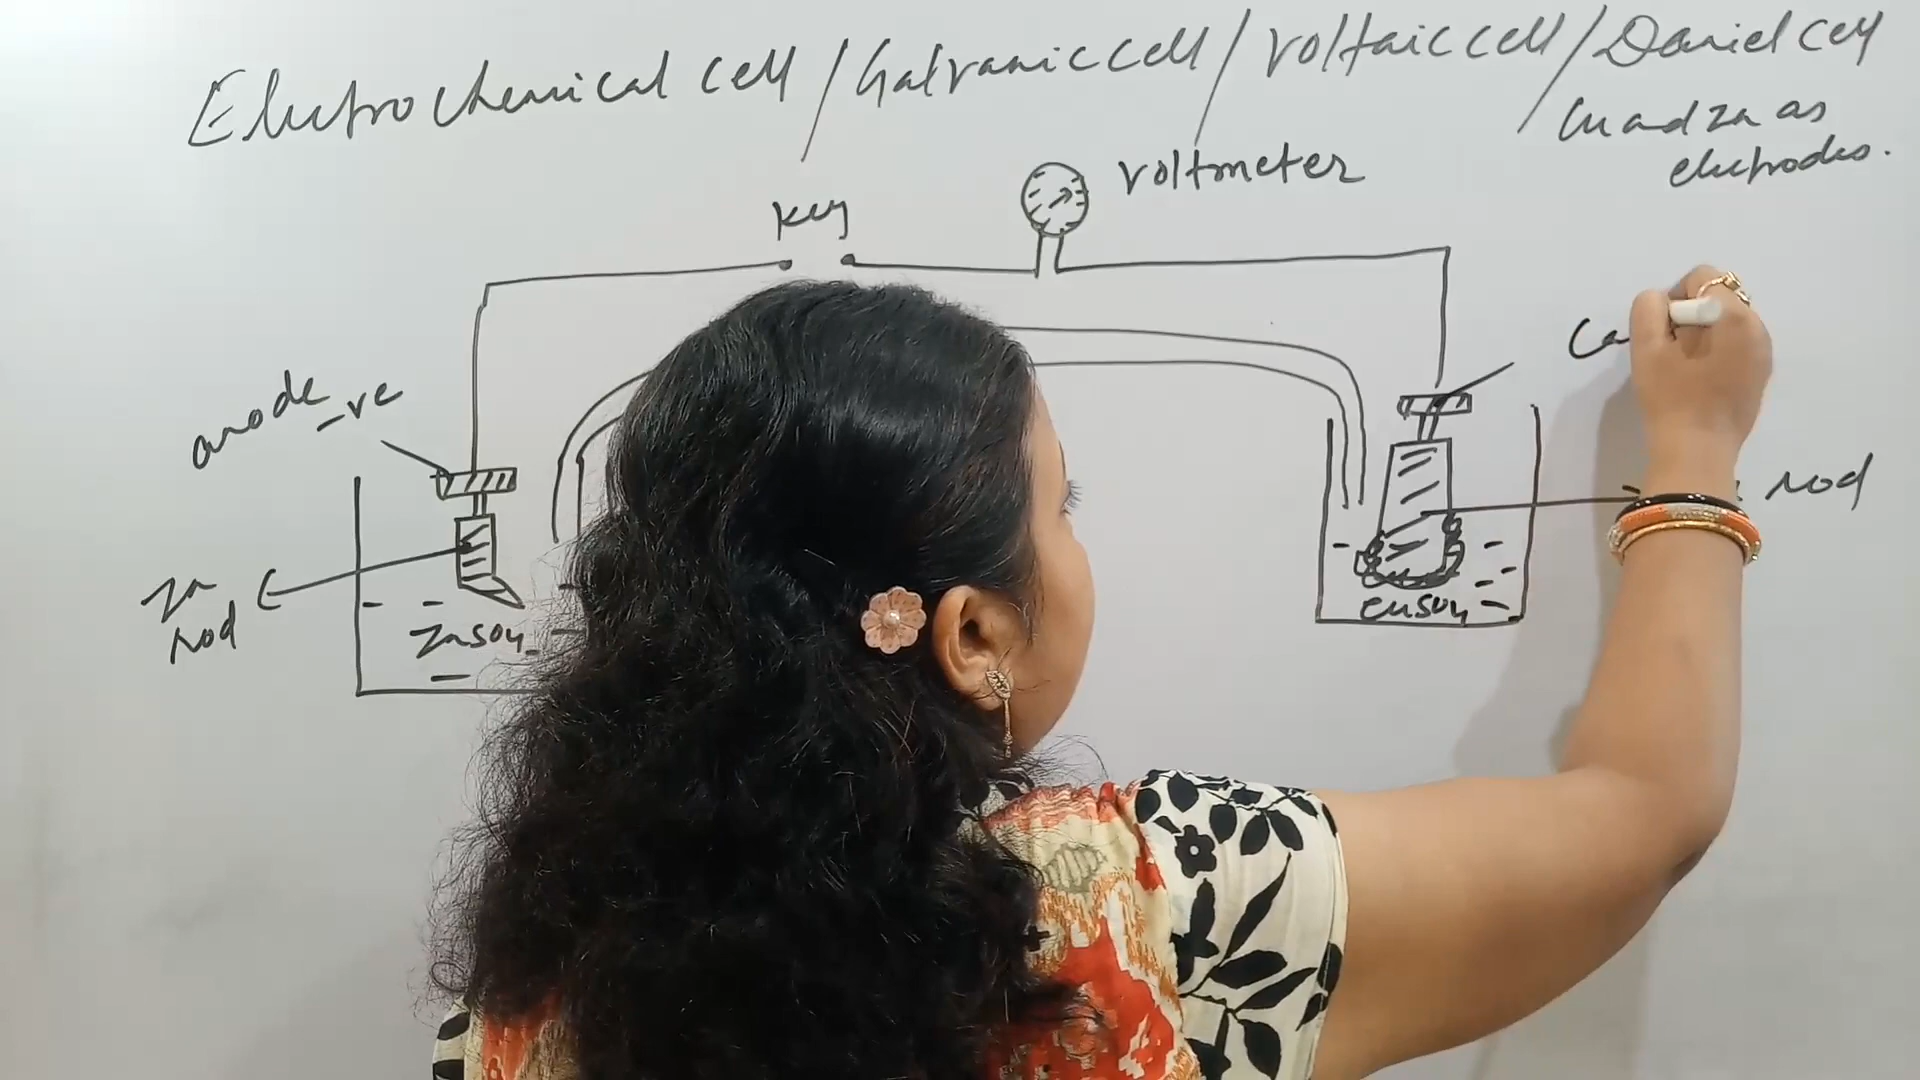 Electrochemical cell / Galvanic cell / voltaic cell / Daniel cell
Cu and Zn as
electrodes.
Key
voltmeter
anode
-ve
Ca
rod
Zn
rod
ZnSO4
CuSO4